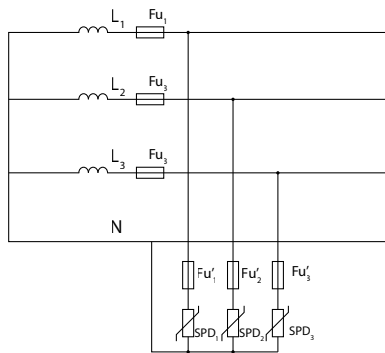 L1 Fu1
L2 Fu3
L3 Fu3
N
Fu'1 Fu'2 Fu'3
SPD1 SPD2 SPD3